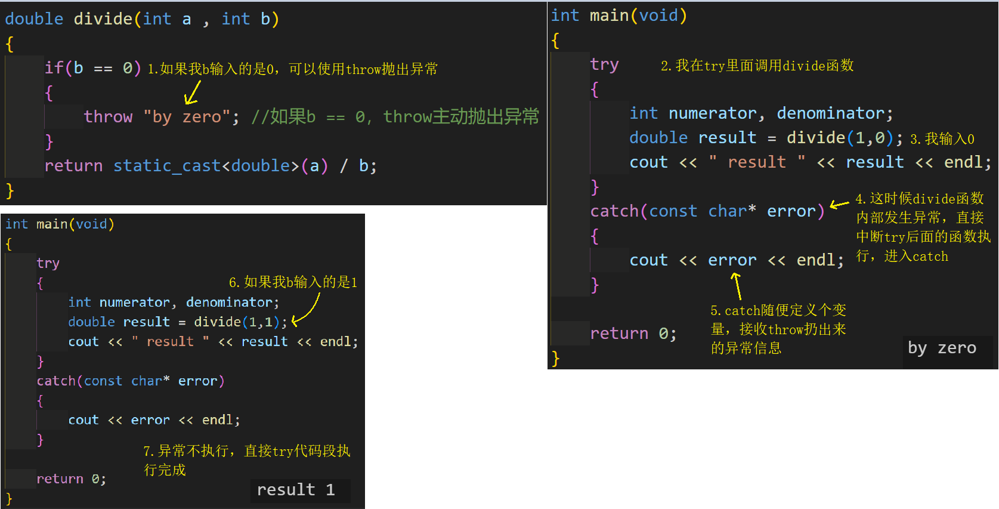 double divide(int a , int b)
{
if(b == 0) 1.如果我b输入的是0，可以使用throw抛出异常
{
throw "by zero"; //如果b == 0, throw主动抛出异常
}
return static_cast<double>(a) / b;
}
int main(void)
{
try 2.我在try里面调用divide函数
{
int numerator, denominator;
double result = divide(1,0); 3.我输入0
cout << " result " << result << endl;
}
catch(const char* error)
{
cout << error << endl;
}
return 0;
}
4.这时候divide函数
内部发生异常，直接
中断try后面的函数执
行，进入catch
5.catch随便定义个变
量，接收throw扔出来
的异常信息
by zero
int main(void)
{
try
{
6.如果我b输入的是1
int numerator, denominator;
double result = divide(1,1);
cout << " result " << result << endl;
}
catch(const char* error)
{
cout << error << endl;
}
7.异常不执行，直接try代码段执
行完成
return 0;
}
result 1